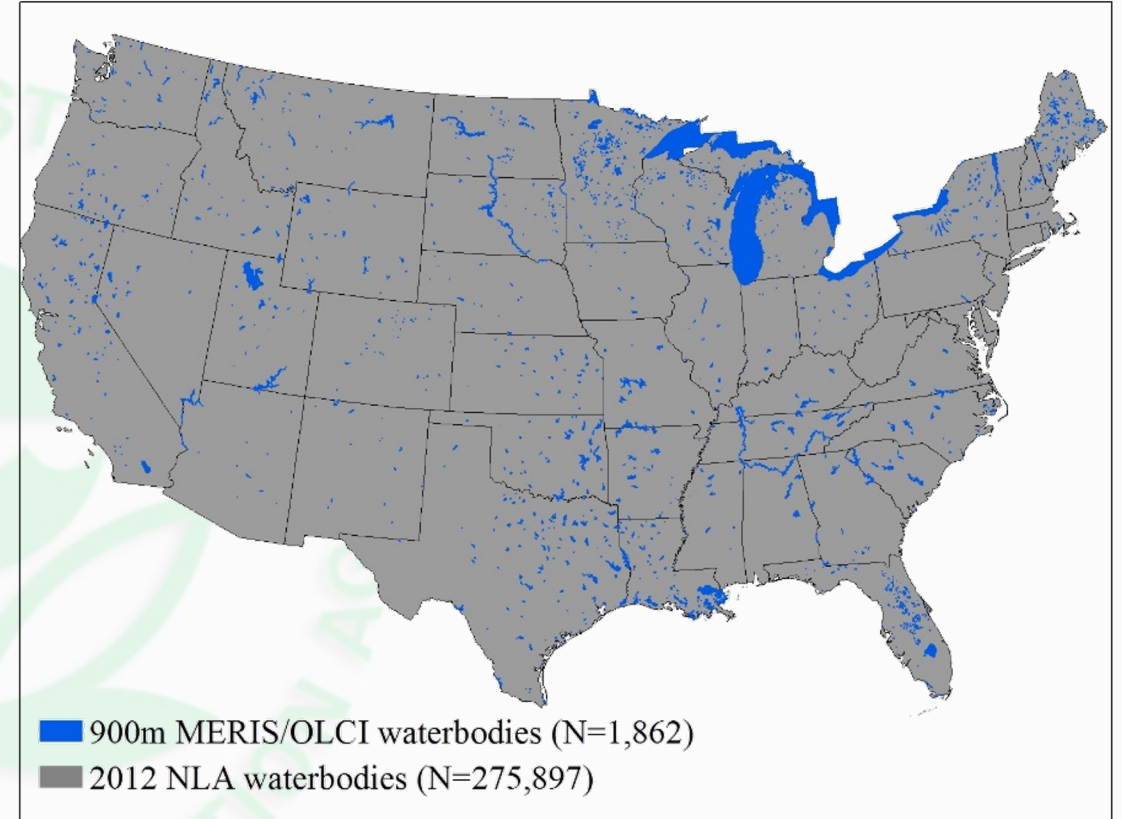 900m MERIS/OLCI waterbodies (N=1,862)
2012 NLA waterbodies (N=275,897)